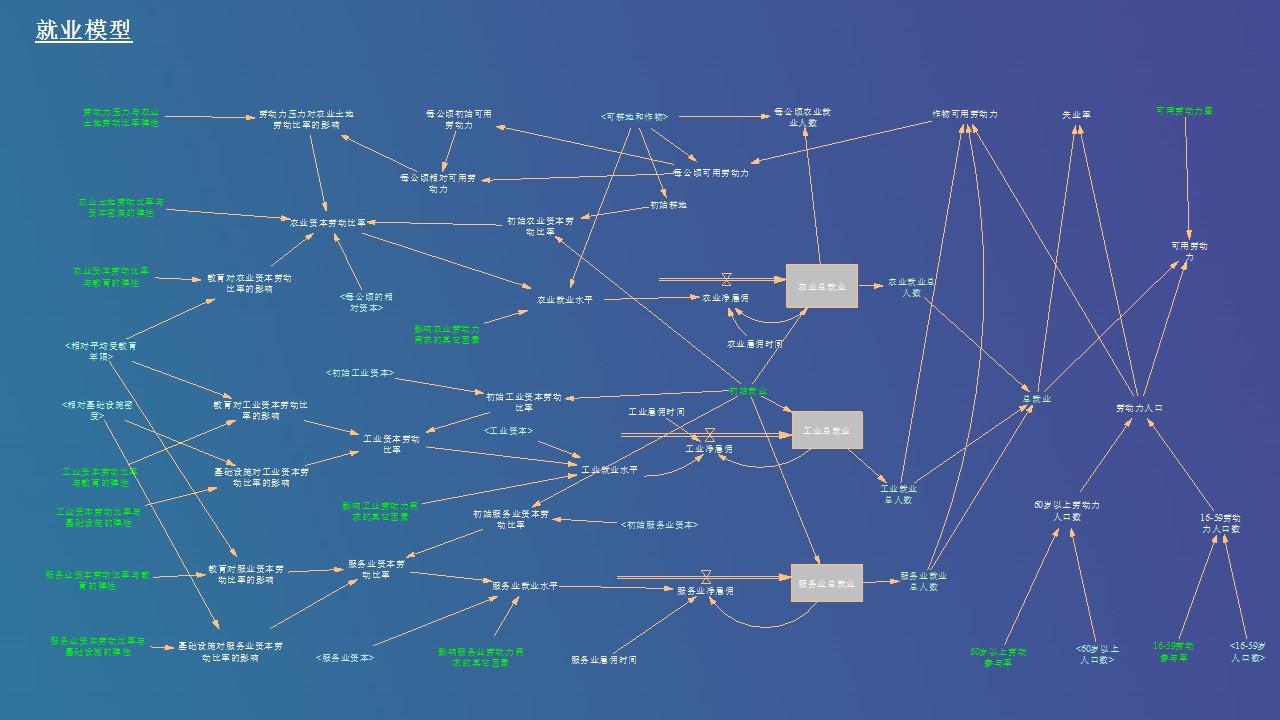 就业模型
劳动力压力与农业
土地劳动比率弹性
劳动力压力对农业土地
劳动比率的影响
每公顷初始可用
劳动力
<可耕地和作物>
每公顷农业就
业人数
作物可用劳动力
失业率
可用劳动力圈
每公顷相对可用劳
动力
每公顷可用劳动力
农业土地劳动比率与
资本密集的弹性
初始耕地
农业资本劳动比率
初始农业资本劳
动比率
可用劳动
力
农业资本劳动比率
与教育的弹性
教育对农业资本劳动
比率的影响
<每公顷的相
对资本>
农业就业水平
农业净雇佣
农业总就业
农业就业总
人数
影响农业劳动力
需求的其它因素
农业雇佣时间
<相对平均受教育
年限>
<初始工业资本>
初始就业
<相对基础设施密
度>
教育对工业资本劳动比
率的影响
初始工业资本劳动
比率
总就业
劳动力人口
工业雇佣时间
工业资本劳动
比率
<工业资本>
工业净雇佣
工业总就业
工业资本劳动比率
与教育的弹性
基础设施对工业资本劳
动比率的影响
工业就业水平
工业就业
总人数
工业资本劳动比率与
基础设施的弹性
影响工业劳动力需
求的其它因素
初始服务业资本劳
动比率
<初始服务业资本>
60岁以上劳动力
人口数
16-59劳动
力人口数
服务业资本劳动比率与教
育的弹性
教育对服业资本劳
动比率的影响
服务业资本劳
动比率
服务业就业水平
服务业净雇佣
服务业总就业
服务业就业
总人数
服务业资本劳动比率与
基础设施的弹性
基础设施对服务业资本劳
动比率的影响
<服务业资本>
影响服务业劳动力需
求的其它因素
服务业雇佣时间
60岁以上劳动
参与率
<60岁以上
人口数>
16-59劳动
参与率
<16-59岁
人口数>